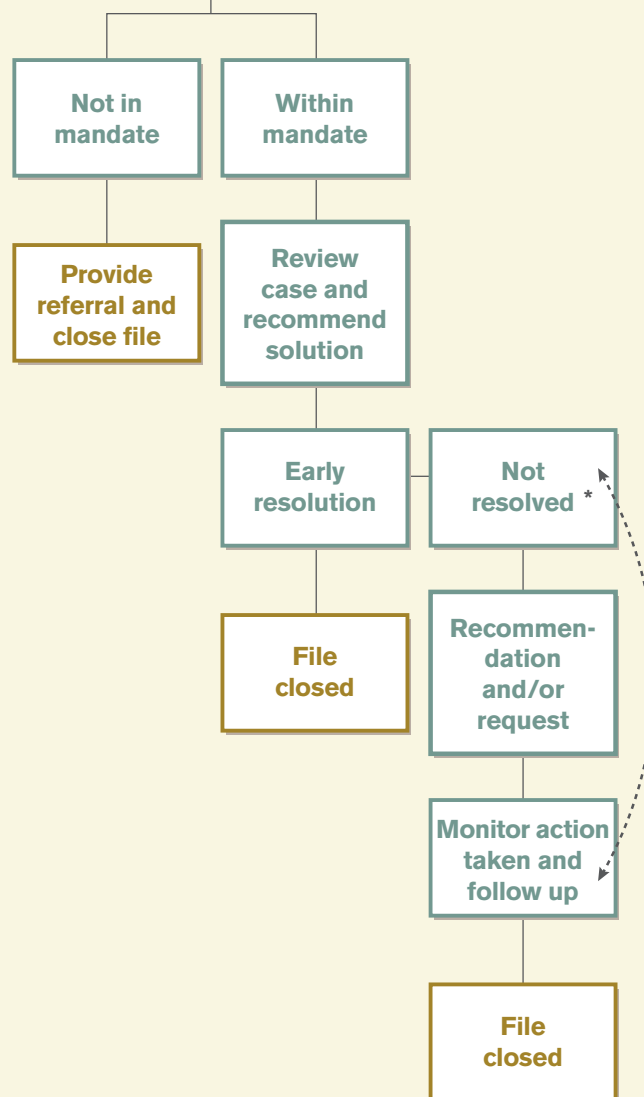 Not in
mandate
Within
mandate
Provide
referral and
close file
Review
case and
recommend
solution
Early
resolution
Not
resolved *
File
closed
Recommen-
dation
and/or
request
Monitor action
taken and
follow up
File
closed